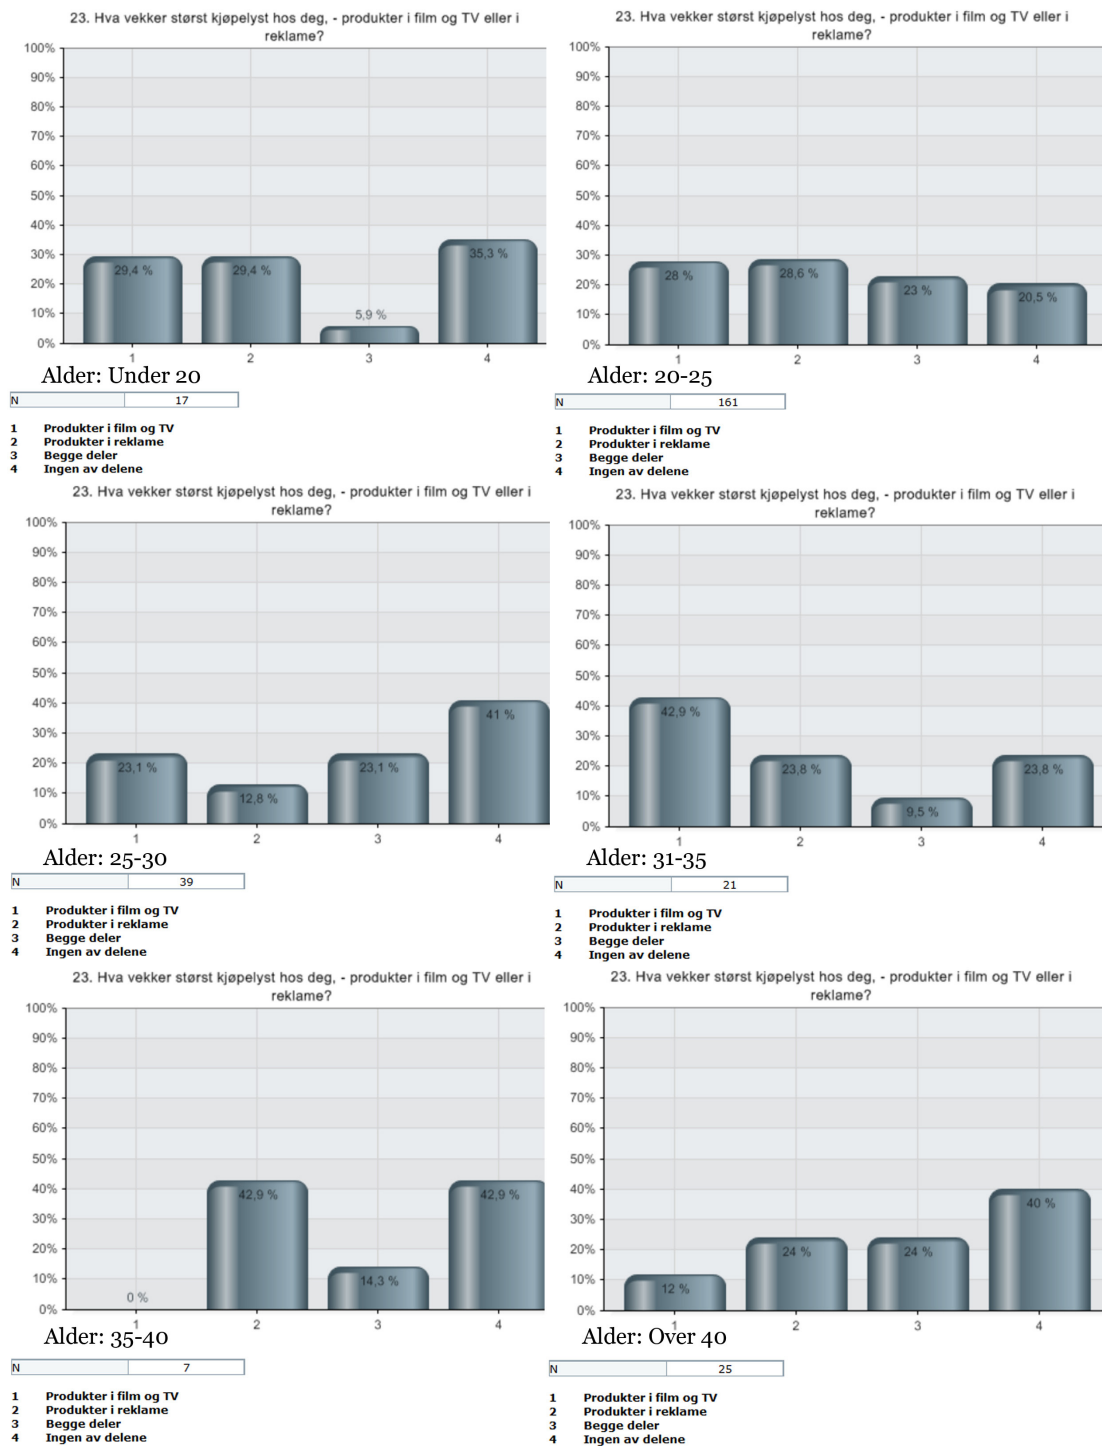 23. Hva vekker størst kjøpelyst hos deg, - produkter i film og TV eller i
reklame?
100%
90%
80%
70%
60%
50%
40%
30%
20%
10%
0%
29,4 %
29,4 %
5,9 %
35,3 %
1
2
3
4
Alder: Under 20
N 17
1 Produkter i film og TV
2 Produkter i reklame
3 Begge deler
4 Ingen av delene
23. Hva vekker størst kjøpelyst hos deg, - produkter i film og TV eller i
reklame?
100%
90%
80%
70%
60%
50%
40%
30%
20%
10%
0%
28 %
28,6 %
23 %
20,5 %
1
2
3
4
Alder: 20-25
N 161
1 Produkter i film og TV
2 Produkter i reklame
3 Begge deler
4 Ingen av delene
23. Hva vekker størst kjøpelyst hos deg, - produkter i film og TV eller i
reklame?
100%
90%
80%
70%
60%
50%
40%
30%
20%
10%
0%
23,1 %
12,8 %
23,1 %
41 %
1
2
3
4
Alder: 25-30
N 39
1 Produkter i film og TV
2 Produkter i reklame
3 Begge deler
4 Ingen av delene
23. Hva vekker størst kjøpelyst hos deg, - produkter i film og TV eller i
reklame?
100%
90%
80%
70%
60%
50%
40%
30%
20%
10%
0%
42,9 %
23,8 %
9,5 %
23,8 %
1
2
3
4
Alder: 31-35
N 21
1 Produkter i film og TV
2 Produkter i reklame
3 Begge deler
4 Ingen av delene
23. Hva vekker størst kjøpelyst hos deg, - produkter i film og TV eller i
reklame?
100%
90%
80%
70%
60%
50%
40%
30%
20%
10%
0%
0 %
42,9 %
14,3 %
42,9 %
1
2
3
4
Alder: 35-40
N 7
1 Produkter i film og TV
2 Produkter i reklame
3 Begge deler
4 Ingen av delene
23. Hva vekker størst kjøpelyst hos deg, - produkter i film og TV eller i
reklame?
100%
90%
80%
70%
60%
50%
40%
30%
20%
10%
0%
12 %
24 %
24 %
40 %
1
2
3
4
Alder: Over 40
N 25
1 Produkter i film og TV
2 Produkter i reklame
3 Begge deler
4 Ingen av delene